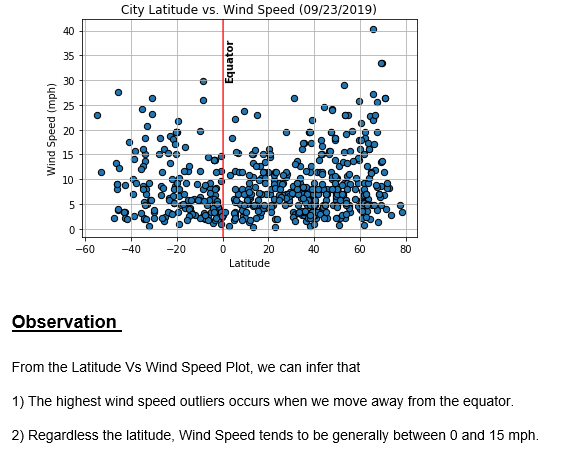 City Latitude vs. Wind Speed (09/23/2019)
40
35
30
25
20
15
10
5
0
Wind Speed (mph)
Equator
−60 −40 −20 0 20 40 60 80
Latitude
Observation
From the Latitude Vs Wind Speed Plot, we can infer that
1) The highest wind speed outliers occurs when we move away from the equator.
2) Regardless the latitude, Wind Speed tends to be generally between 0 and 15 mph.